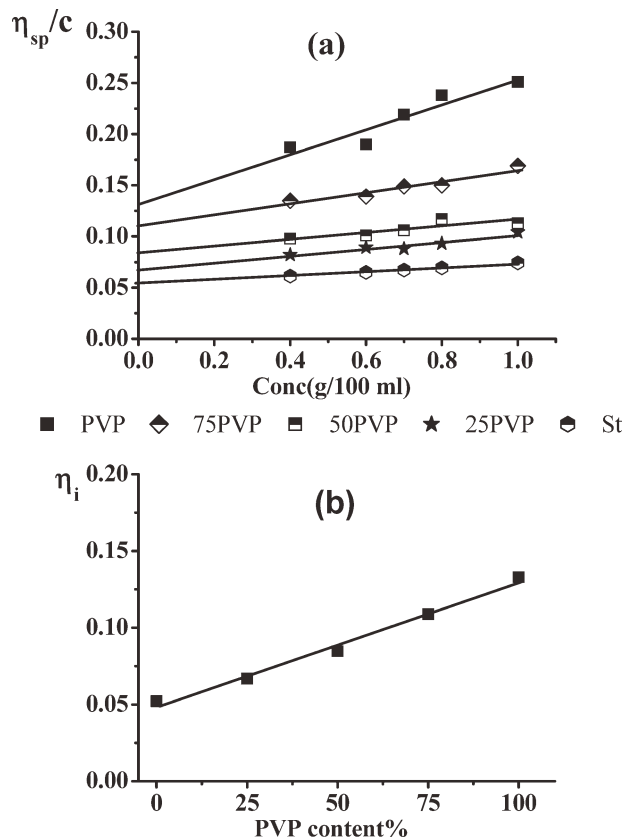 η_sp/c
(a)
0.30
0.25
0.20
0.15
0.10
0.05
0.00
0.0 0.2 0.4 0.6 0.8 1.0
Conc(g/100 ml)
PVP 75PVP 50PVP 25PVP St
η_i
(b)
0.20
0.15
0.10
0.05
0.00
0 25 50 75 100
PVP content%